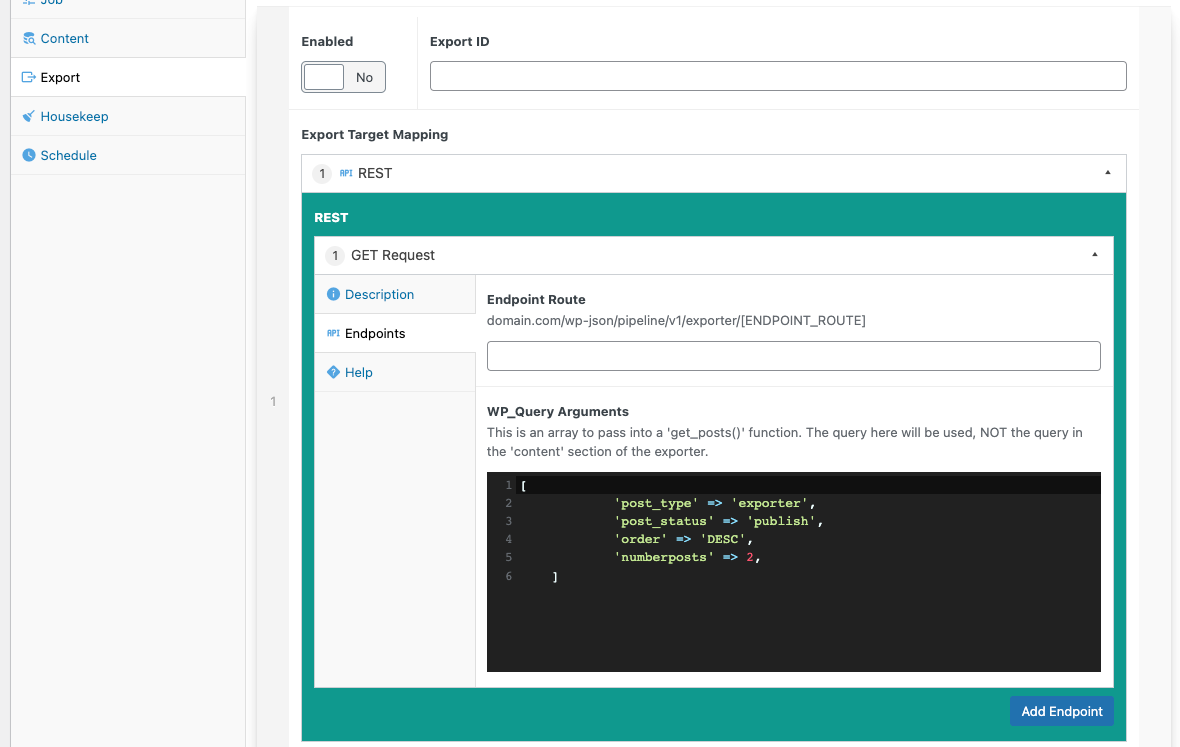 Job
Content
Export
Housekeep
Schedule
Enabled
No
Export ID
Export Target Mapping
1 API REST
REST
1 GET Request
Description
API Endpoints
Help
Endpoint Route
domain.com/wp-json/pipeline/v1/exporter/[ENDPOINT_ROUTE]
1
WP_Query Arguments
This is an array to pass into a 'get_posts()' function. The query here will be used, NOT the query in
the 'content' section of the exporter.
1 [
2 'post_type' => 'exporter',
3 'post_status' => 'publish',
4 'order' => 'DESC',
5 'numberposts' => 2,
6 ]
Add Endpoint